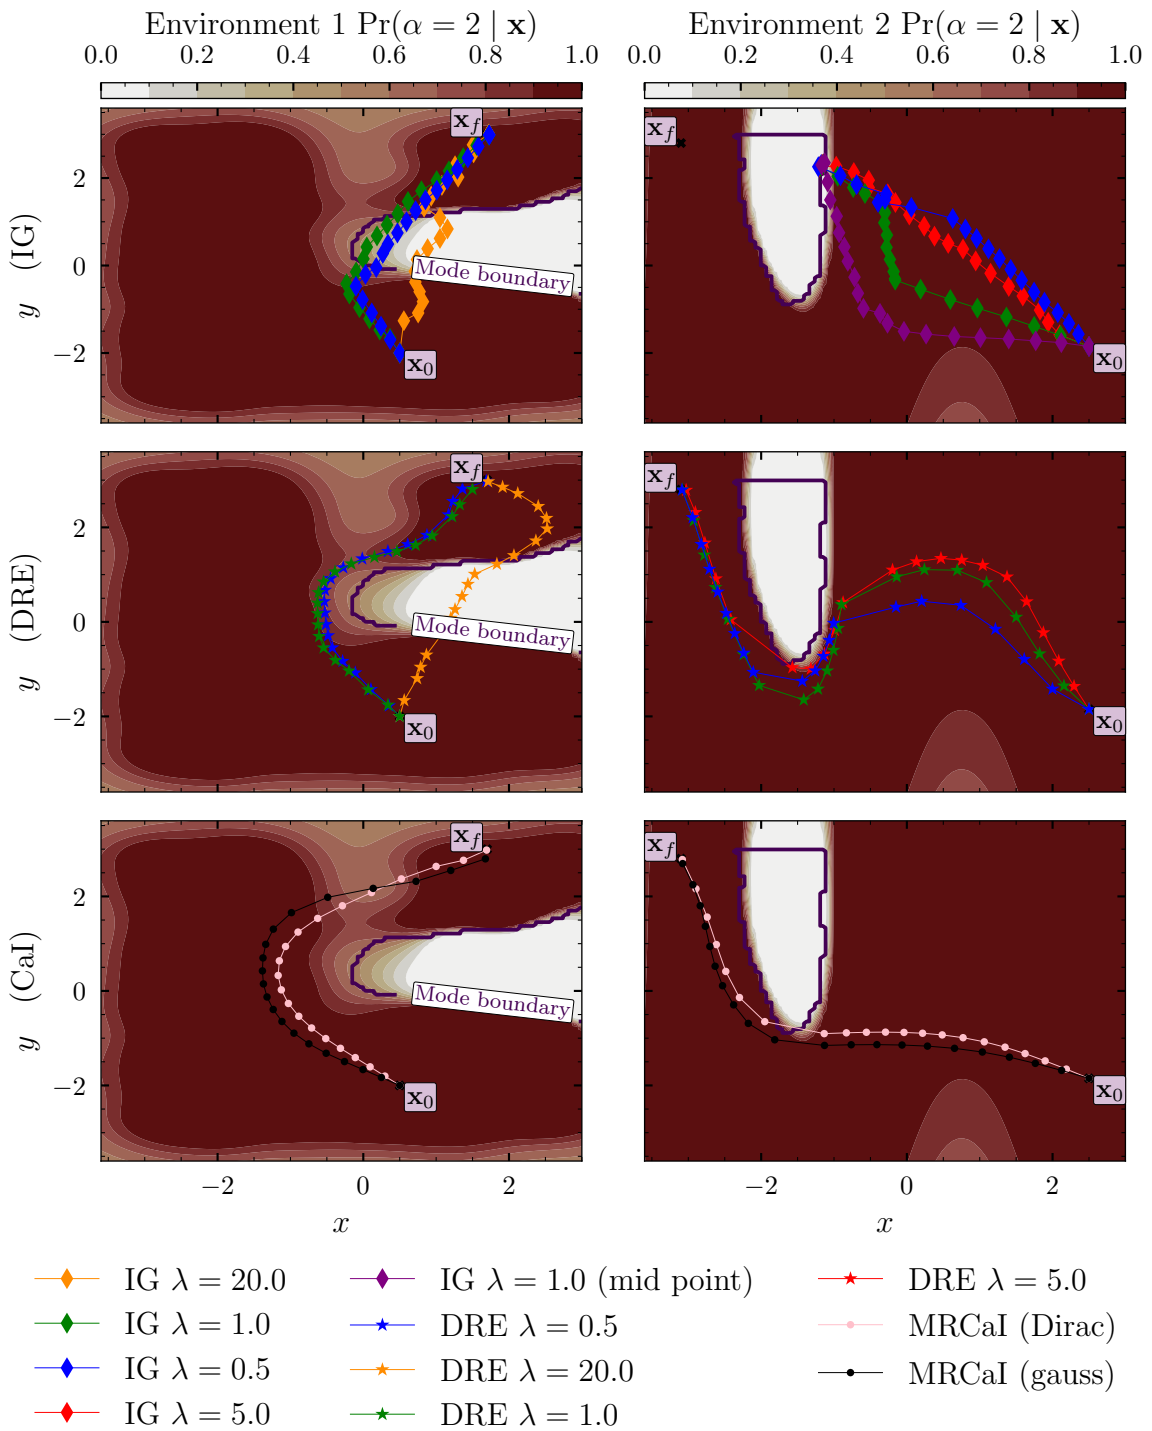 Environment 1 Pr(α = 2 | x)
Environment 2 Pr(α = 2 | x)
0.0 0.2 0.4 0.6 0.8 1.0
0.0 0.2 0.4 0.6 0.8 1.0
y (IG)
2
0
−2
x_f
Mode boundary
x_0
x_f
x_0
y (DRE)
2
0
−2
x_f
Mode boundary
x_0
x_f
x_0
y (CaI)
2
0
−2
x_f
Mode boundary
x_0
x_f
x_0
−2 0 2
−2 0 2
x
x
IG λ = 20.0
IG λ = 1.0
IG λ = 0.5
IG λ = 5.0
IG λ = 1.0 (mid point)
DRE λ = 0.5
DRE λ = 20.0
DRE λ = 1.0
DRE λ = 5.0
MRCaI (Dirac)
MRCaI (gauss)